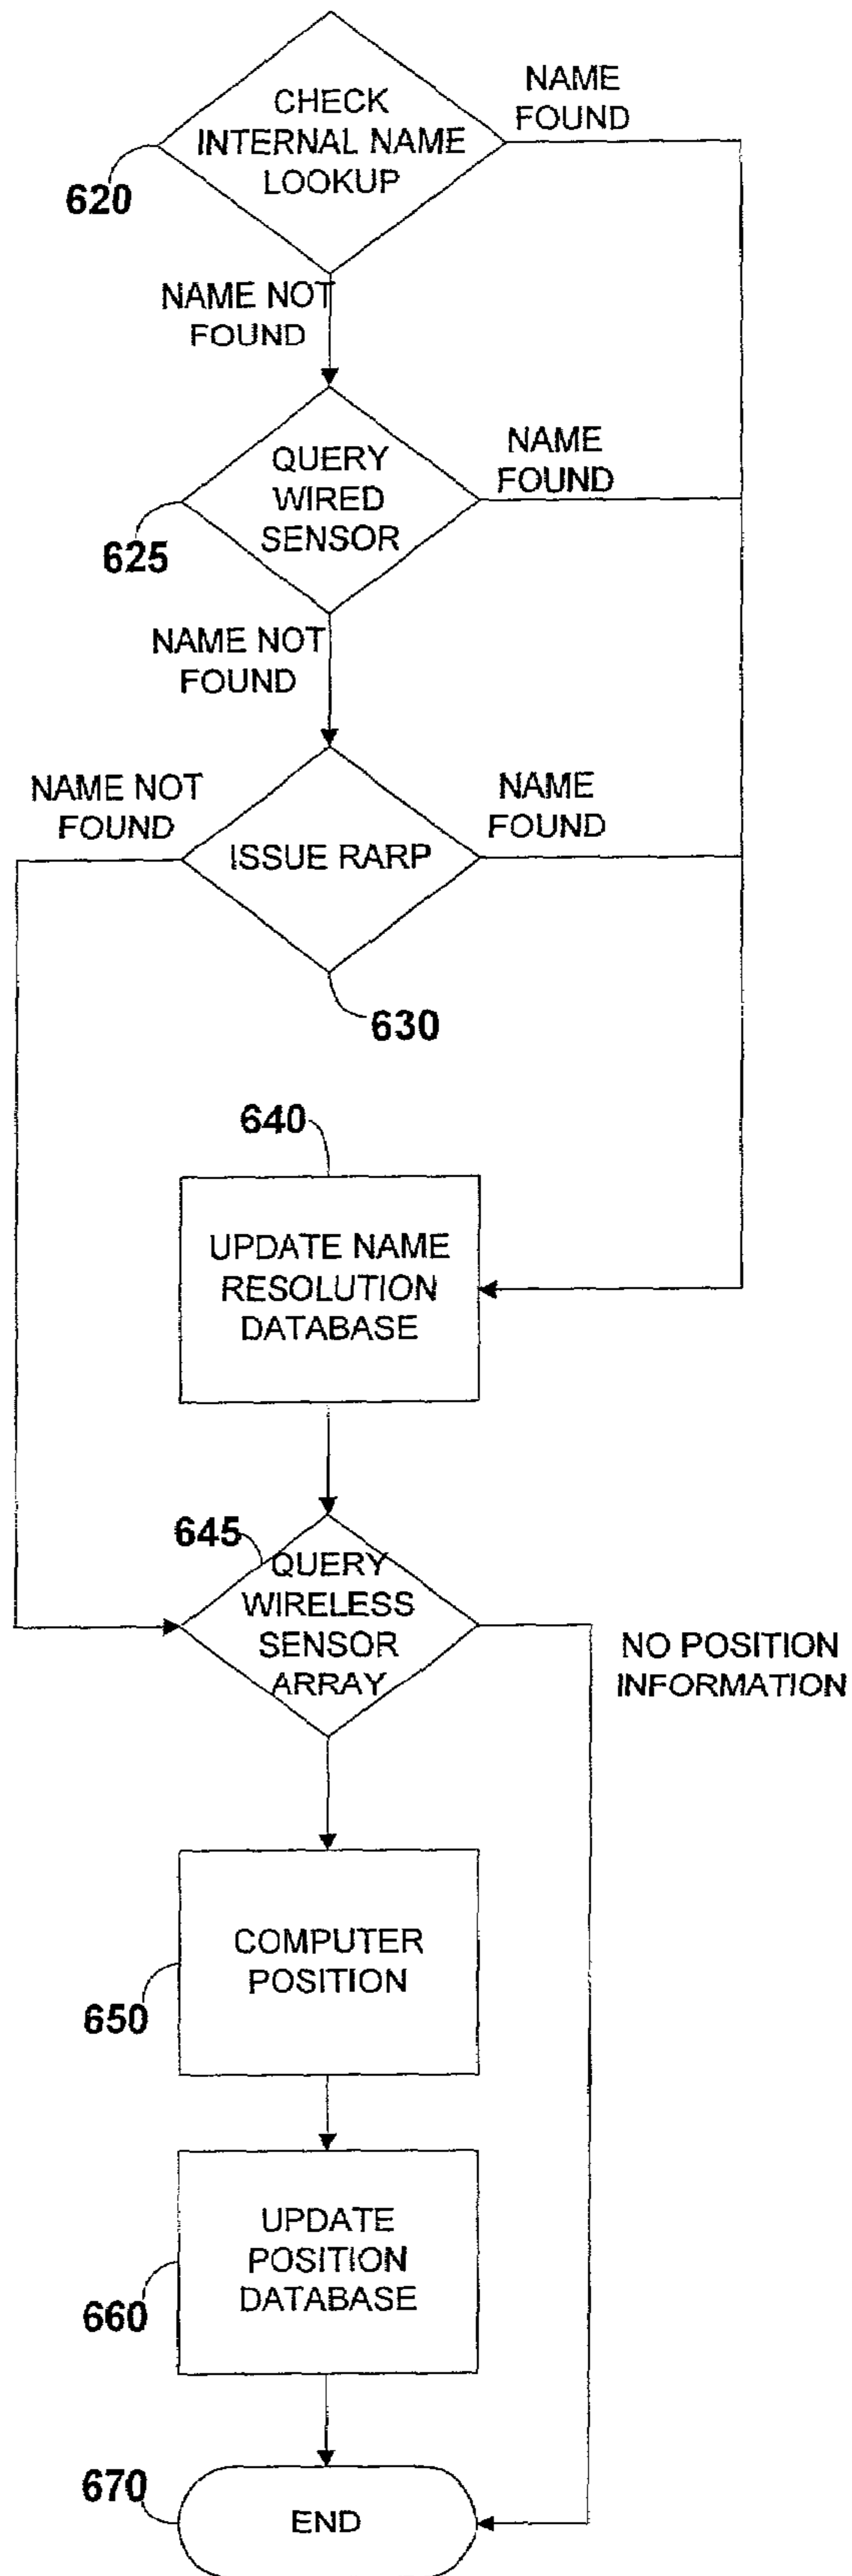 CHECK
INTERNAL NAME
LOOKUP
NAME
FOUND
620
NAME NOT
FOUND
QUERY
WIRED
SENSOR
NAME
FOUND
625
NAME NOT
FOUND
NAME NOT
FOUND
ISSUE RARP
NAME
FOUND
630
640
UPDATE NAME
RESOLUTION
DATABASE
645
QUERY
WIRELESS
SENSOR
ARRAY
NO POSITION
INFORMATION
COMPUTER
POSITION
650
UPDATE
POSITION
DATABASE
660
670
END